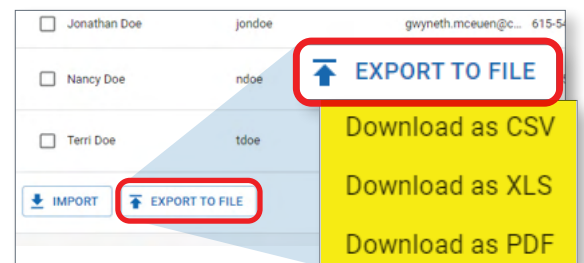 Jonathan Doe jondoe gwyneth.mceuen@c... 615-54
EXPORT TO FILE
Nancy Doe ndoe
Download as CSV
Terri Doe tdoe
Download as XLS
IMPORT EXPORT TO FILE
Download as PDF